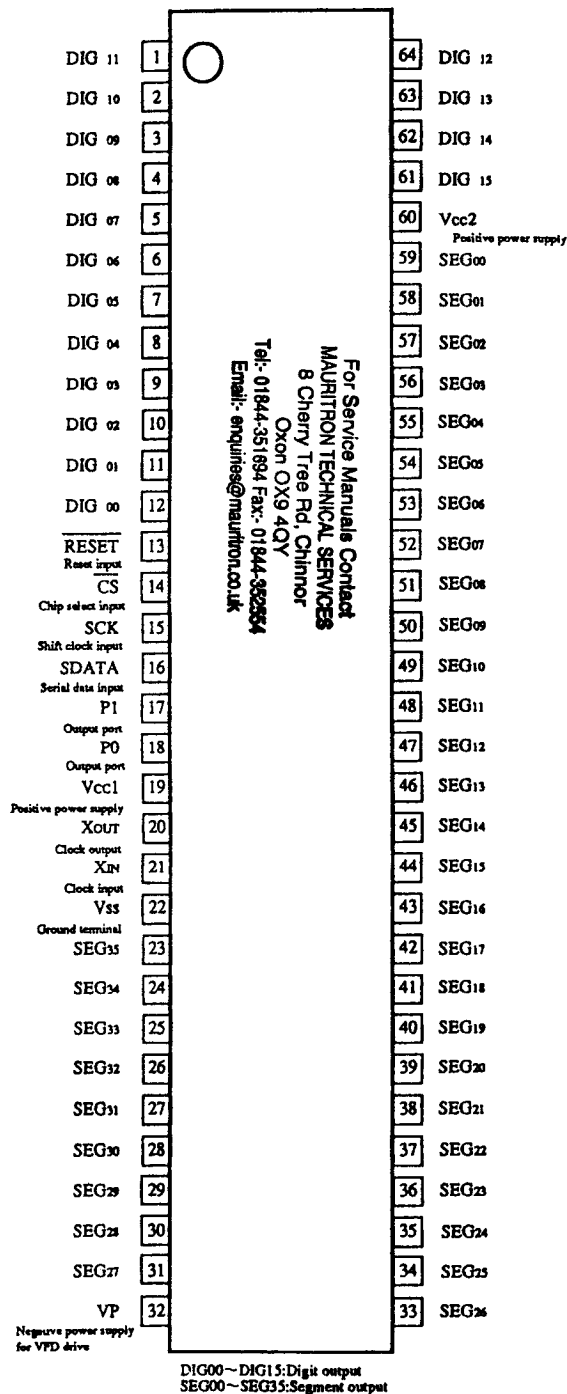 DIG 11 1
DIG 10 2
DIG 09 3
DIG 08 4
DIG 07 5
DIG 06 6
DIG 05 7
DIG 04 8
DIG 03 9
DIG 02 10
DIG 01 11
DIG 00 12
RESET 13
Reset input
CS 14
Chip select input
SCK 15
Shift clock input
SDATA 16
Serial data input
P1 17
Output port
P0 18
Output port
Vcc1 19
Positive power supply
XOUT 20
Clock output
XIN 21
Clock input
Vss 22
Ground terminal
SEG35 23
SEG34 24
SEG33 25
SEG32 26
SEG31 27
SEG30 28
SEG29 29
SEG28 30
SEG27 31
VP 32
Negative power supply
for VFD drive
For Service Manuals Contact
MAURITRON TECHNICAL SERVICES
8 Cherry Tree Rd, Chinnor
Oxon OX9 4QY
Tel:- 01844-351694 Fax:- 01844-352554
Email:- enquiries@mauritron.co.uk
64 DIG 12
63 DIG 13
62 DIG 14
61 DIG 15
60 Vcc2
Positive power supply
59 SEG00
58 SEG01
57 SEG02
56 SEG03
55 SEG04
54 SEG05
53 SEG06
52 SEG07
51 SEG08
50 SEG09
49 SEG10
48 SEG11
47 SEG12
46 SEG13
45 SEG14
44 SEG15
43 SEG16
42 SEG17
41 SEG18
40 SEG19
39 SEG20
38 SEG21
37 SEG22
36 SEG23
35 SEG24
34 SEG25
33 SEG26
DIG00~DIG15:Digit output
SEG00~SEG35:Segment output